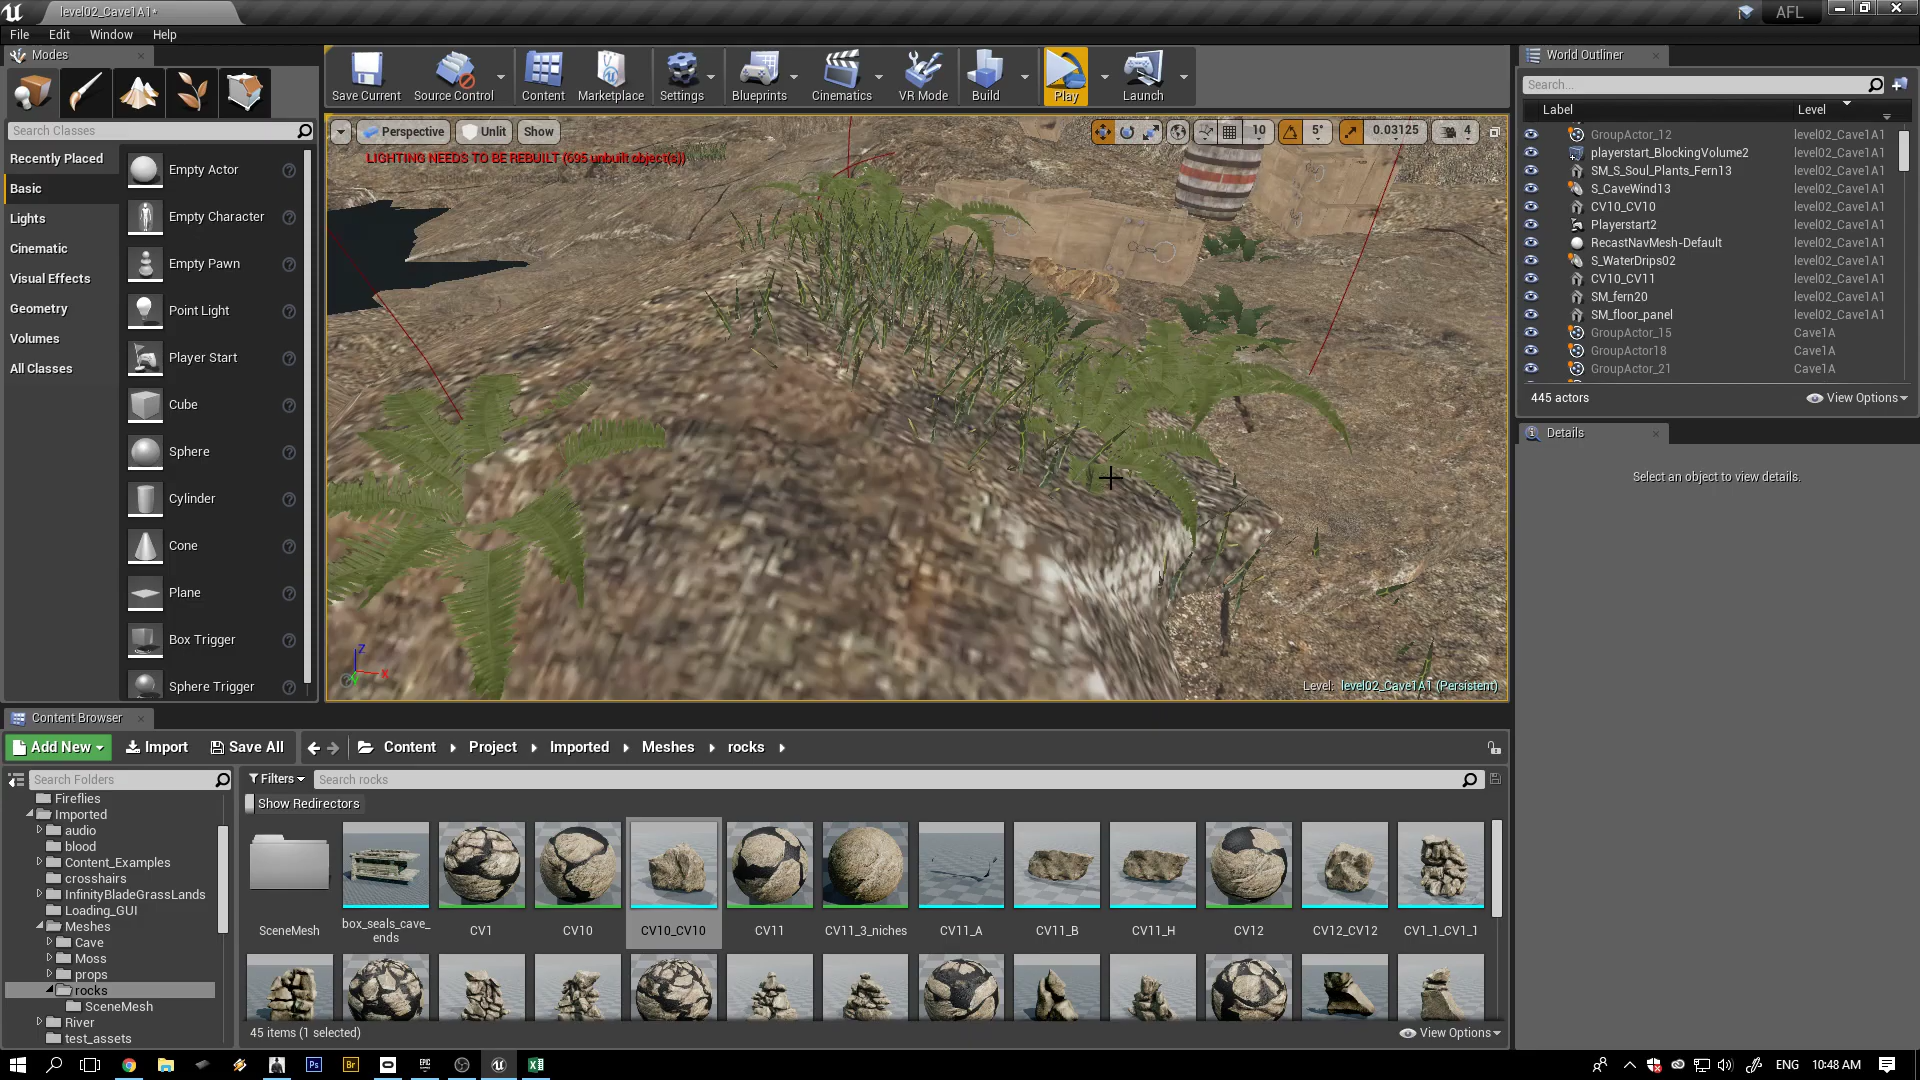 level02_Cave1A1*
AFL
File Edit Window Help
Modes
Search Classes
Recently Placed
Basic
Lights
Cinematic
Visual Effects
Geometry
Volumes
All Classes
Empty Actor
Empty Character
Empty Pawn
Point Light
Player Start
Cube
Sphere
Cylinder
Cone
Plane
Box Trigger
Sphere Trigger
Save Current Source Control Content Marketplace Settings Blueprints Cinematics VR Mode Build Play Launch
Perspective Unlit Show 10 5° 0.03125 4
LIGHTING NEEDS TO BE REBUILT (695 unbuilt object(s))
Z
X
Level: level02_Cave1A1 (Persistent)
World Outliner
Search...
Label Level
GroupActor_12 level02_Cave1A1
playerstart_BlockingVolume2 level02_Cave1A1
SM_S_Soul_Plants_Fern13 level02_Cave1A1
S_CaveWind13 level02_Cave1A1
CV10_CV10 level02_Cave1A1
Playerstart2 level02_Cave1A1
RecastNavMesh-Default level02_Cave1A1
S_WaterDrips02 level02_Cave1A1
CV10_CV11 level02_Cave1A1
SM_fern20 level02_Cave1A1
SM_floor_panel level02_Cave1A1
GroupActor_15 Cave1A
GroupActor18 Cave1A
GroupActor_21 Cave1A
445 actors View Options
Details
Select an object to view details.
Content Browser
Add New Import Save All Content Project Imported Meshes rocks
Search Folders
Filters Search rocks
Show Redirectors
Fireflies
Imported
audio
blood
Content_Examples
crosshairs
InfinityBladeGrassLands
Loading_GUI
Meshes
Cave
Moss
props
rocks
SceneMesh
River
test_assets
SceneMesh box_seals_cave_ends CV1 CV10 CV10_CV10 CV11 CV11_3_niches CV11_A CV11_B CV11_H CV12 CV12_CV12 CV1_1_CV1_1
45 items (1 selected) View Options
Ps Br EPIC ENG 10:48 AM